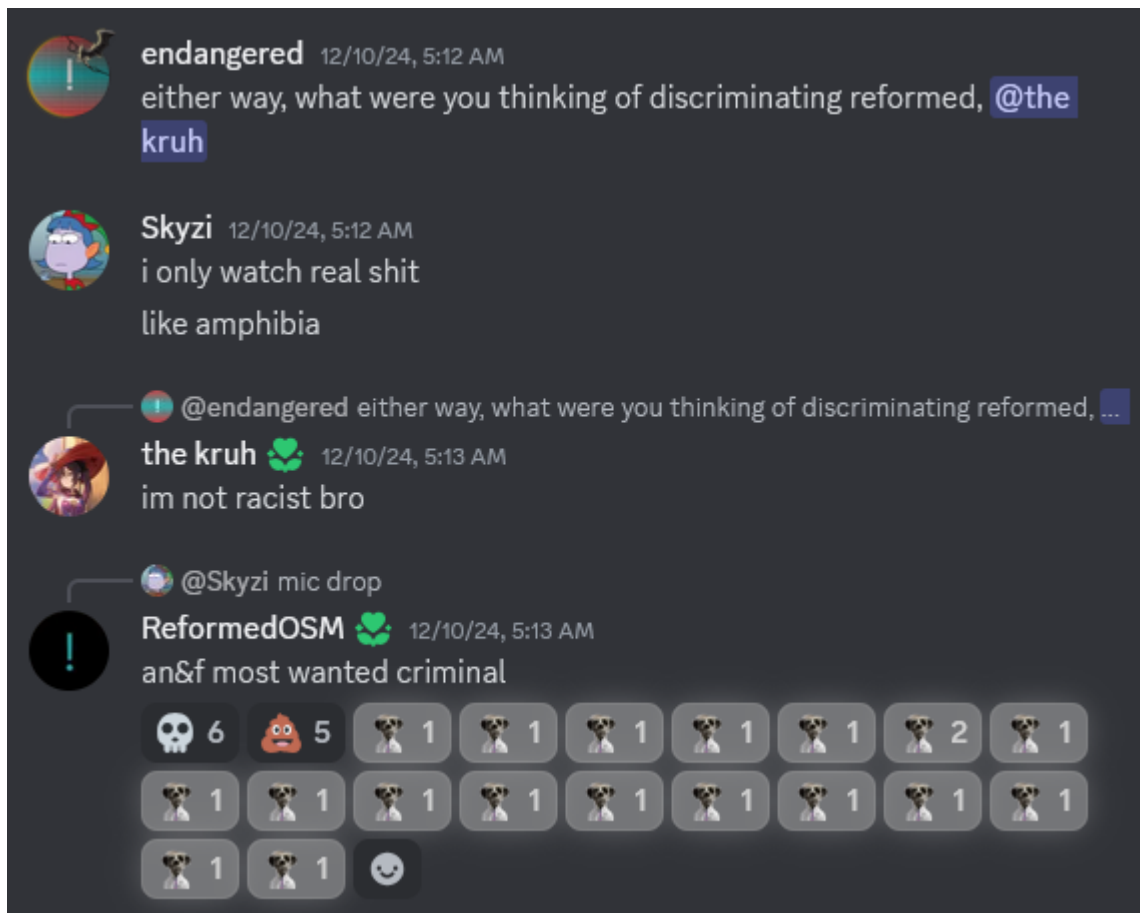 endangered 12/10/24, 5:12 AM
either way, what were you thinking of discriminating reformed, @the
kruh
Skyzi 12/10/24, 5:12 AM
i only watch real shit
like amphibia
@endangered either way, what were you thinking of discriminating reformed, ...
the kruh 12/10/24, 5:13 AM
im not racist bro
@Skyzi mic drop
ReformedOSM 12/10/24, 5:13 AM
an&f most wanted criminal
6 5 1 1 1 1 1 2 1
1 1 1 1 1 1 1 1 1
1 1